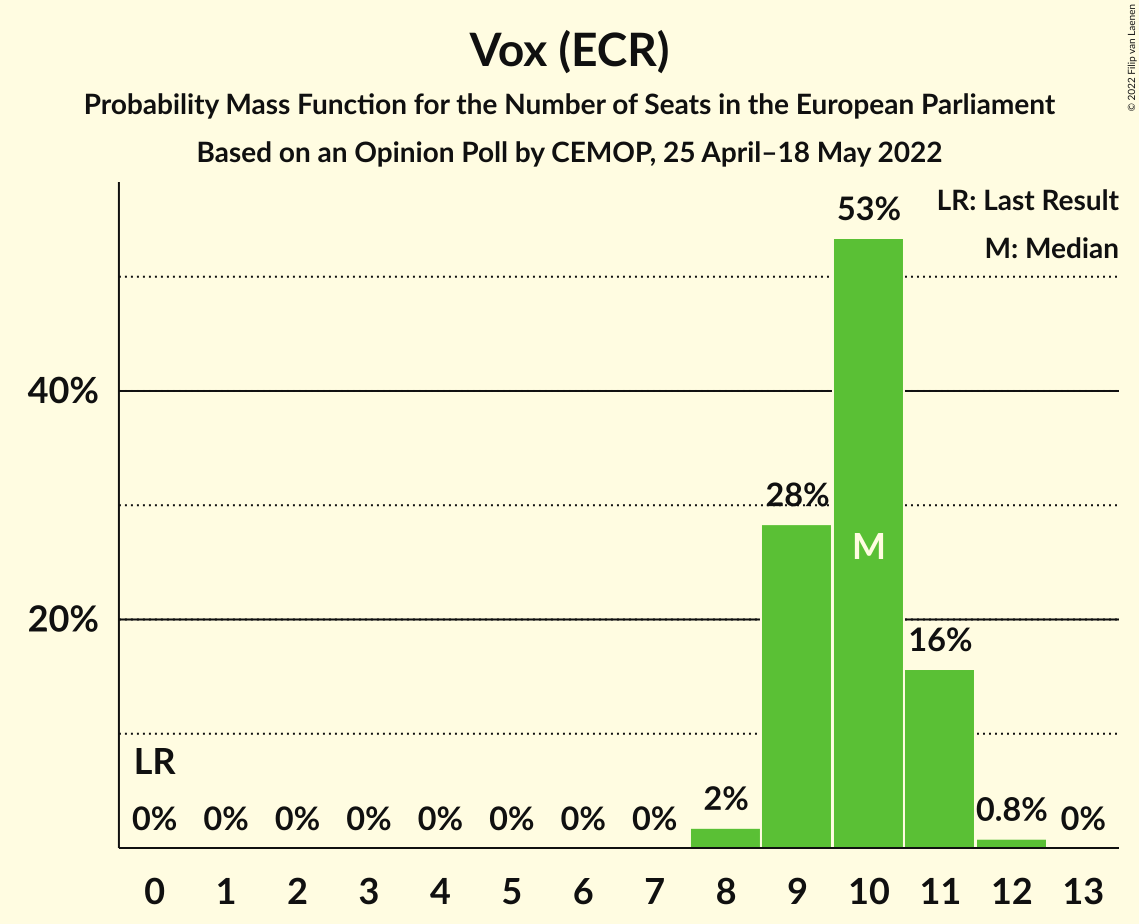 Vox (ECR)
Probability Mass Function for the Number of Seats in the European Parliament
Based on an Opinion Poll by CEMOP, 25 April–18 May 2022
© 2022 Filip van Laenen
LR: Last Result
M: Median
53%
40%
28%
M
20%
16%
LR
0% 0% 0% 0% 0% 0% 0% 0% 2% 0.8% 0%
0 1 2 3 4 5 6 7 8 9 10 11 12 13